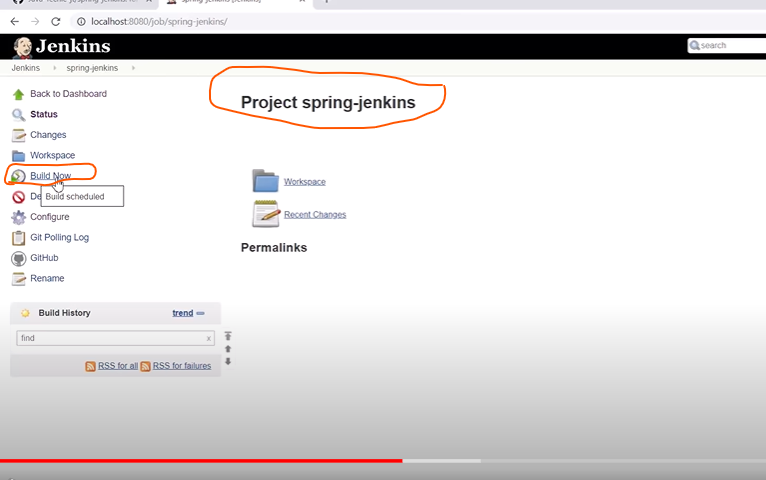 localhost:8080/job/spring-jenkins/
Jenkins
search
Jenkins
spring-jenkins
Back to Dashboard
Status
Changes
Workspace
Build Now
Build scheduled
Configure
Git Polling Log
GitHub
Rename
Project spring-jenkins
Workspace
Recent Changes
Permalinks
Build History
trend
find
x
RSS for all
RSS for failures